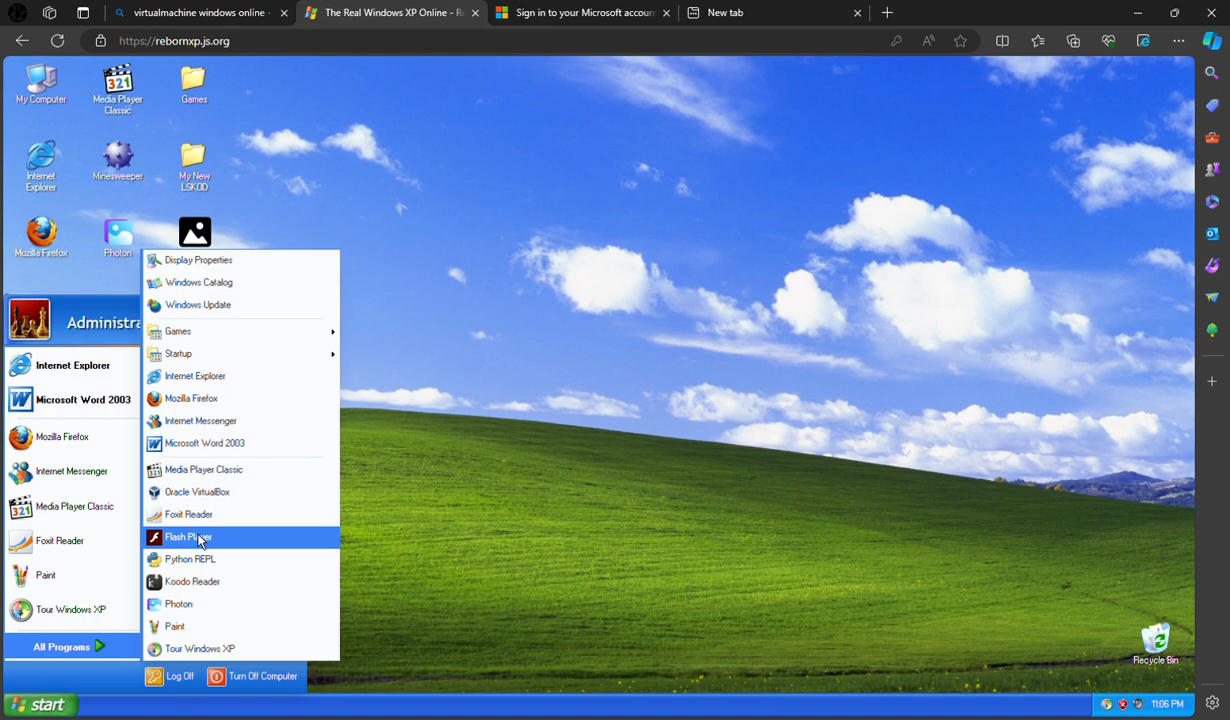 virtualmachine windows online -
The Real Windows XP Online - R
Sign in to your Microsoft accoun
New tab
https://rebornxp.js.org
My Computer
Media Player
Classic
Games
Internet
Explorer
Minesweeper
My New
LSKOD
Mozilla Firefox
Photon
Display Properties
Windows Catalog
Windows Update
Games
Startup
Internet Explorer
Mozilla Firefox
Internet Messenger
Microsoft Word 2003
Media Player Classic
Oracle VirtualBox
Foxit Reader
Flash Player
Python REPL
Koodo Reader
Photon
Paint
Tour Windows XP
Administra
Internet Explorer
Microsoft Word 2003
Mozilla Firefox
Internet Messenger
Media Player Classic
Foxit Reader
Paint
Tour Windows XP
All Programs
Log Off
Turn Off Computer
Recycle Bin
start
11:06 PM